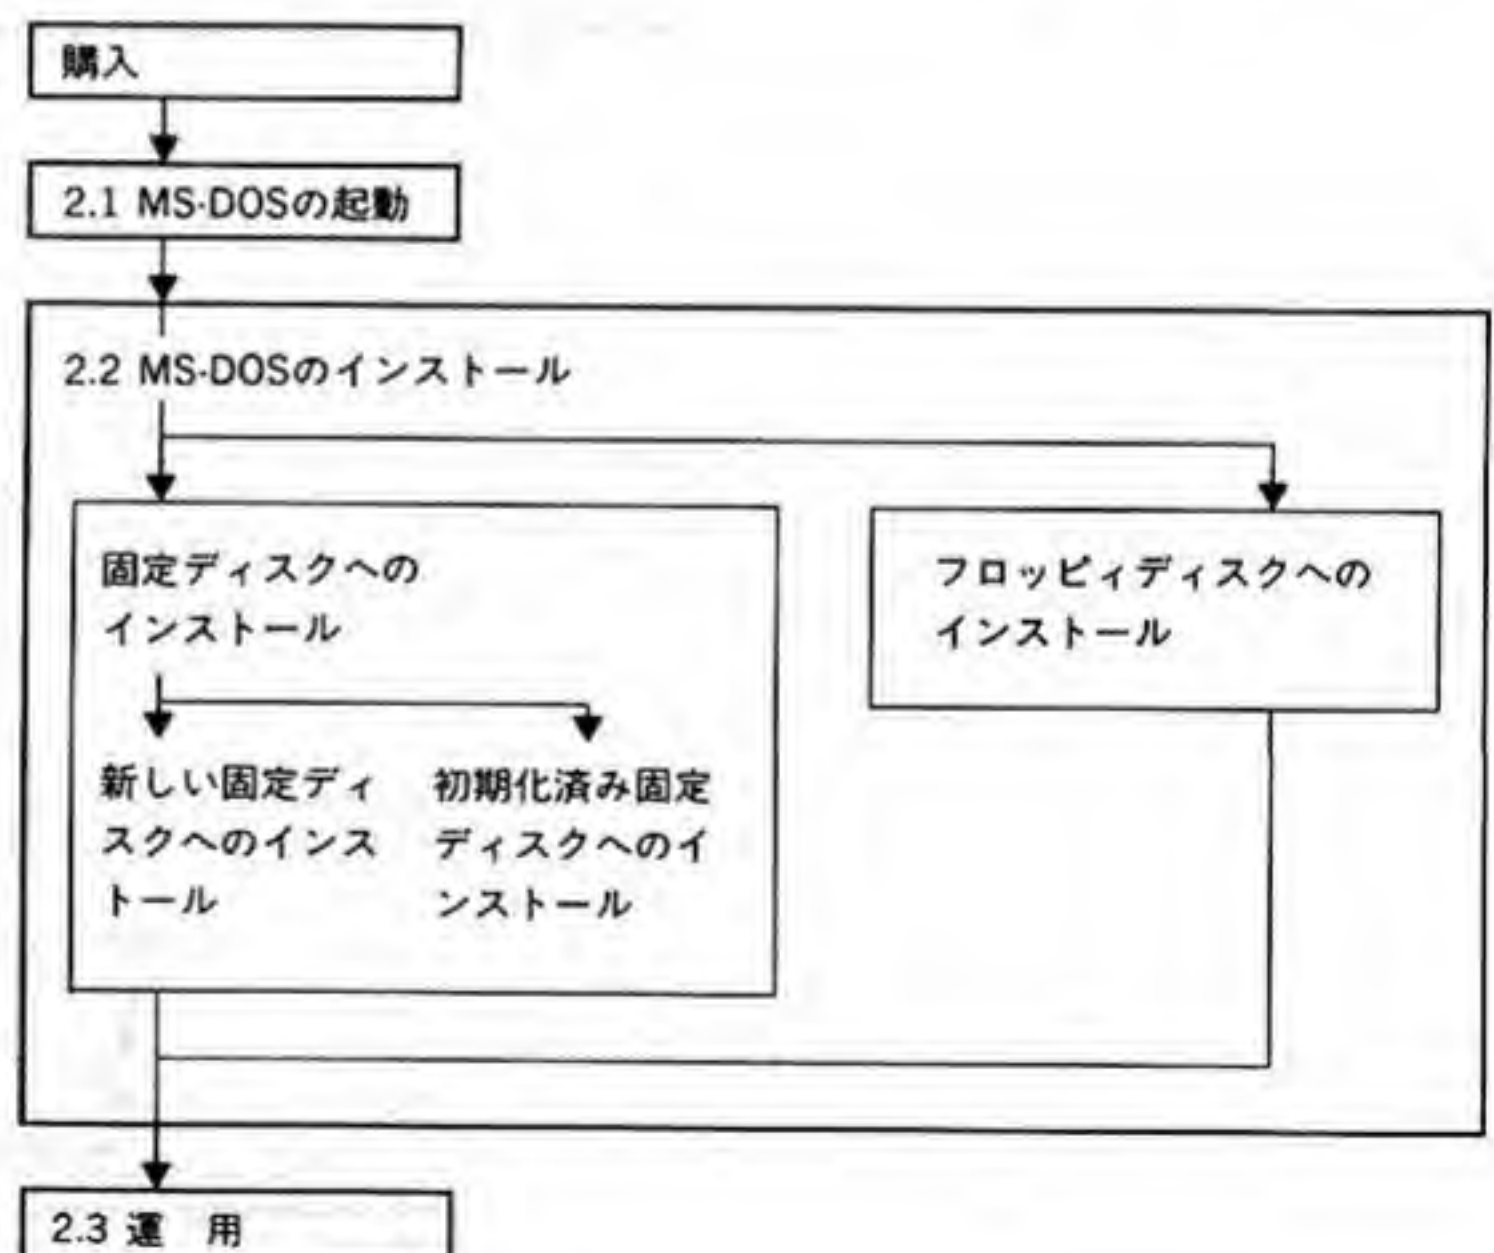 購入
2.1 MS-DOSの起動
2.2 MS-DOSのインストール
固定ディスクへの
インストール
フロッピィディスクへの
インストール
新しい固定ディ
スクへのインス
トール
初期化済み固定
ディスクへのイ
ンストール
2.3 運　用